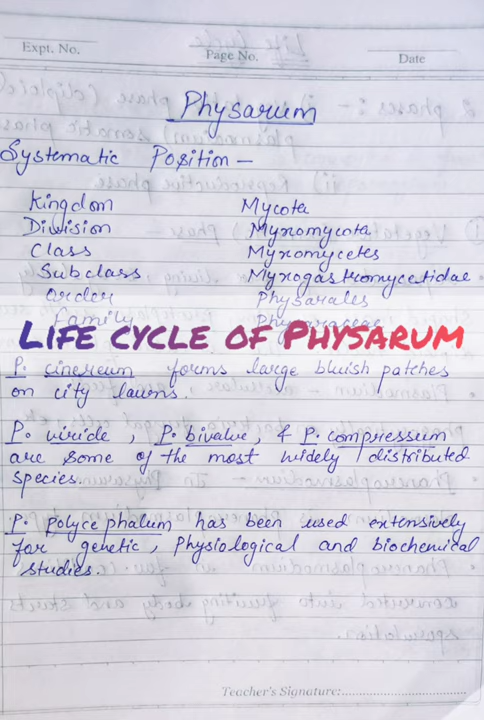 Expt. No.
Page No.
Date
Physarum
Systematic Position -
Kingdom Mycota
Division Myxomycota
Class Myxomycetes
Subclass Myxogastromycetidae
Order Physarales
Family Physaraceae
Life cycle of Physarum
P. cinereum forms large bluish patches
on city lawns.
P. viride, P. bivalve, & P. compressum
are some of the most widely distributed
species.
P. polycephalum has been used extensively
for genetic, physiological and biochemical
studies.
Teacher's Signature: